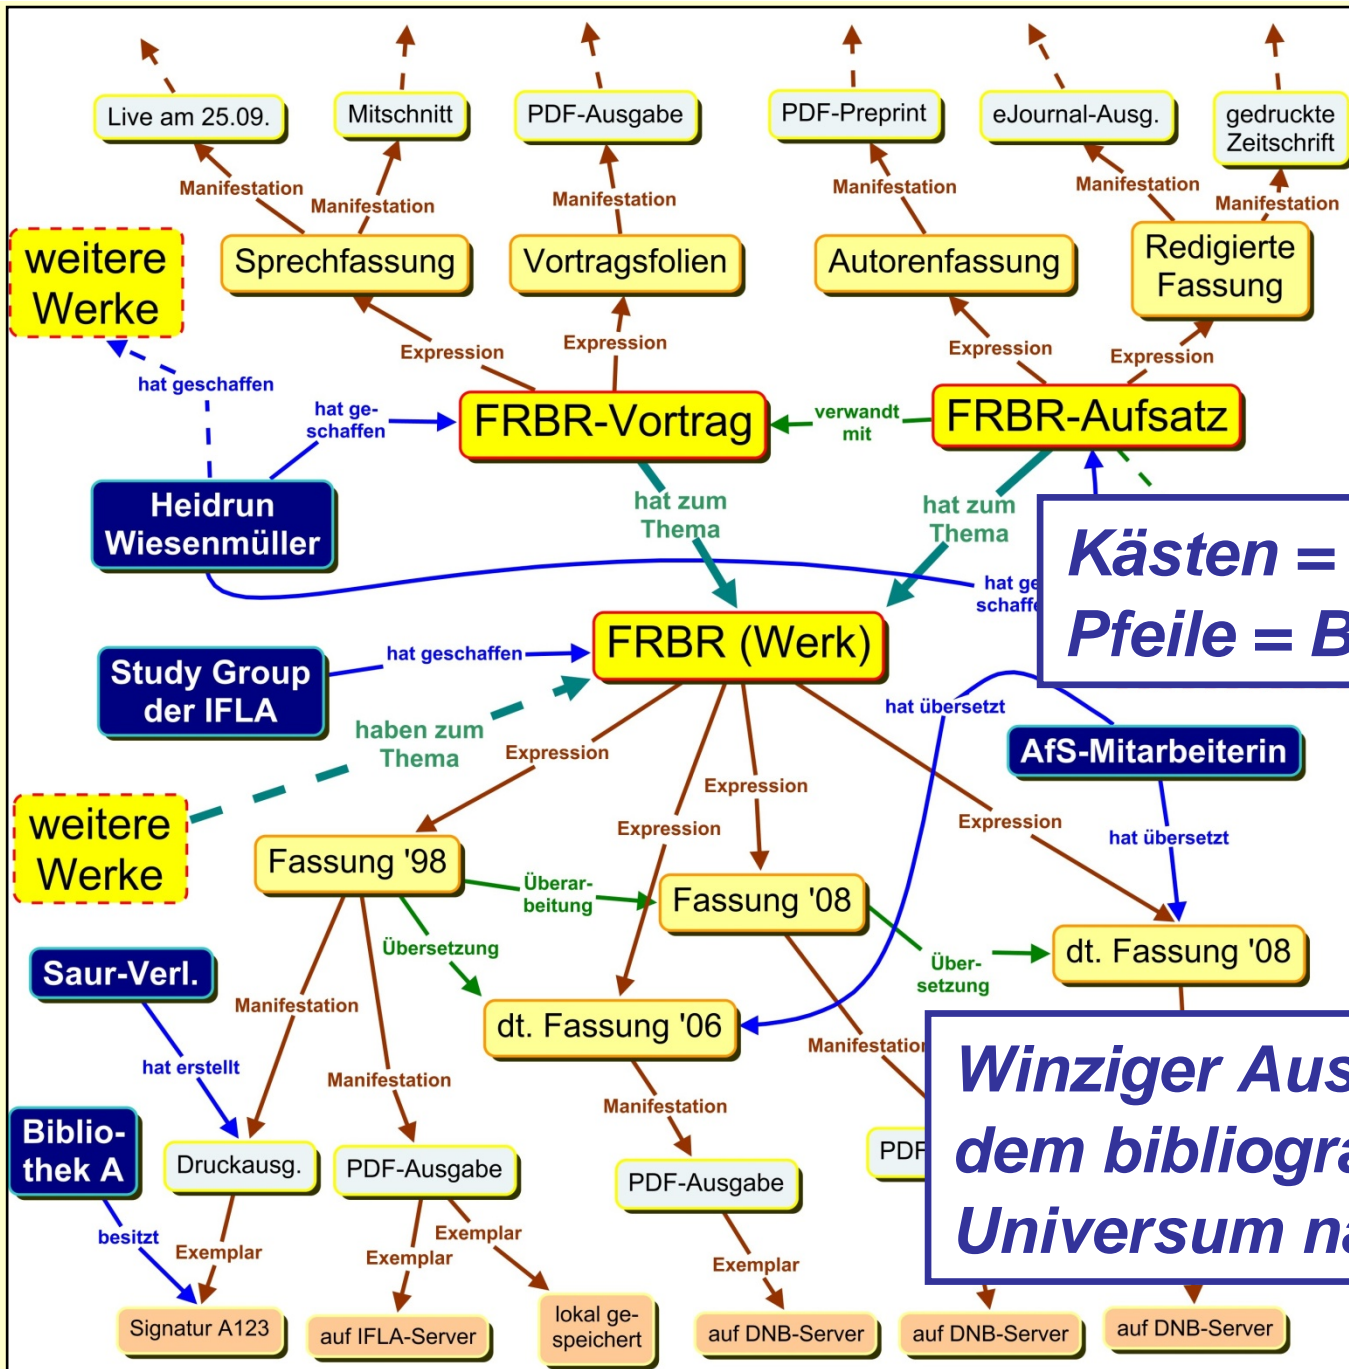 Live am 25.09.
Mitschnitt
PDF-Ausgabe
PDF-Preprint
eJournal-Ausg.
gedruckte
Zeitschrift
Manifestation
Manifestation
Manifestation
Manifestation
Manifestation
Manifestation
weitere
Werke
Sprechfassung
Vortragsfolien
Autorenfassung
Redigierte
Fassung
Expression
Expression
Expression
Expression
hat geschaffen
hat ge-
schaffen
FRBR-Vortrag
verwandt
mit
FRBR-Aufsatz
Heidrun
Wiesenmüller
hat zum
Thema
hat zum
Thema
Kästen =
Pfeile = B
hat ge
schaffe
Study Group
der IFLA
hat geschaffen
FRBR (Werk)
haben zum
Thema
hat übersetzt
AfS-Mitarbeiterin
Expression
Expression
Expression
Expression
hat übersetzt
weitere
Werke
Fassung '98
Überar-
beitung
Fassung '08
Übersetzung
Über-
setzung
dt. Fassung '08
Saur-Verl.
Manifestation
dt. Fassung '06
hat erstellt
Manifestation
Manifestation
Manifestation
Winziger Aus
dem bibliogra
Universum na
Biblio-
thek A
Druckausg.
PDF-Ausgabe
PDF-Ausgabe
PDF
besitzt
Exemplar
Exemplar
Exemplar
Exemplar
Signatur A123
auf IFLA-Server
lokal ge-
speichert
auf DNB-Server
auf DNB-Server
auf DNB-Server